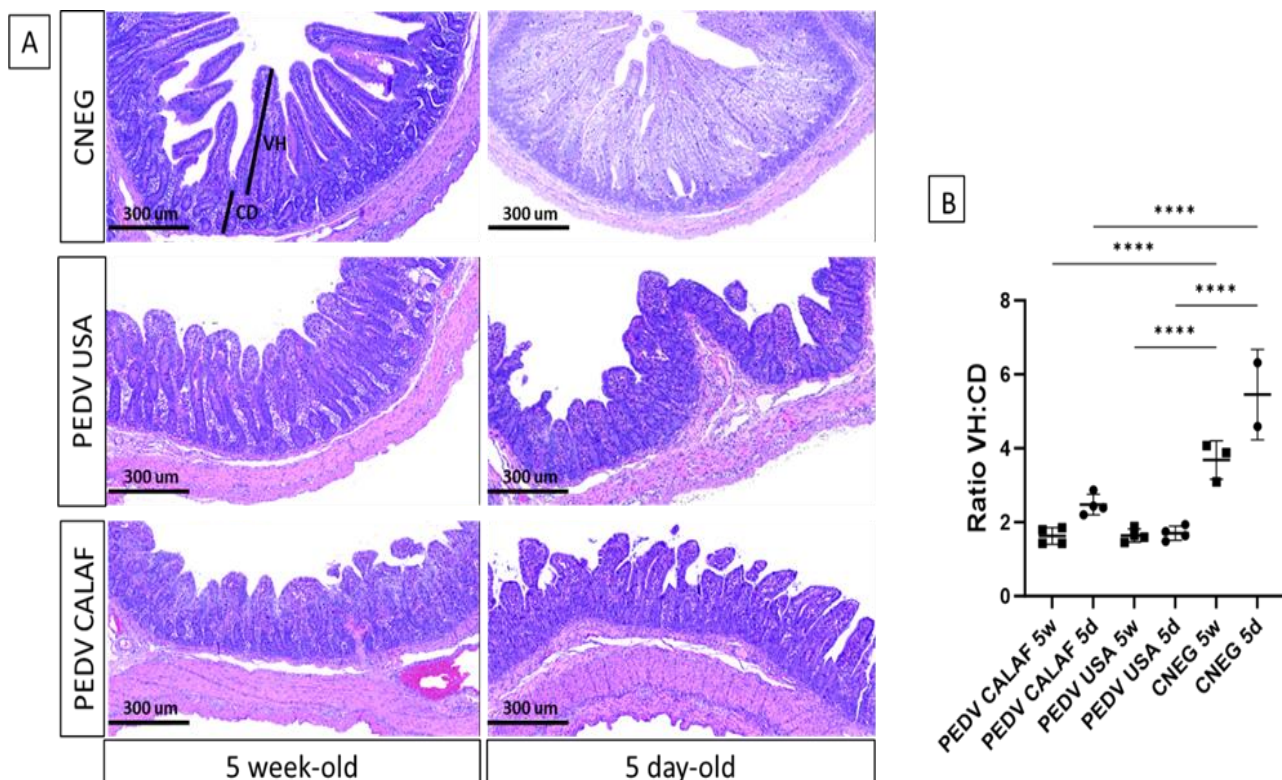 A
CNEG
VH
CD
300 um
300 um
PEDV USA
300 um
300 um
PEDV CALAF
300 um
300 um
5 week-old
5 day-old
B
****
****
****
****
Ratio VH:CD
8
6
4
2
0
PEDV CALAF 5w
PEDV CALAF 5d
PEDV USA 5w
PEDV USA 5d
CNEG 5w
CNEG 5d